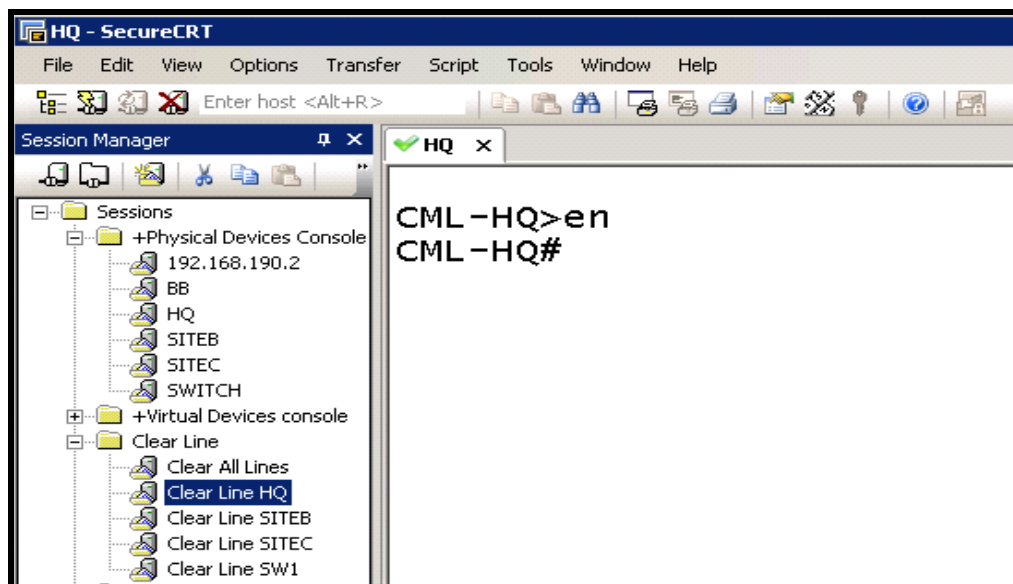 HQ - SecureCRT
File Edit View Options Transfer Script Tools Window Help
Enter host <Alt+R>
Session Manager
HQ
Sessions
+Physical Devices Console
192.168.190.2
BB
HQ
SITEB
SITEC
SWITCH
+Virtual Devices console
Clear Line
Clear All Lines
Clear Line HQ
Clear Line SITEB
Clear Line SITEC
Clear Line SW1
CML-HQ>en
CML-HQ#